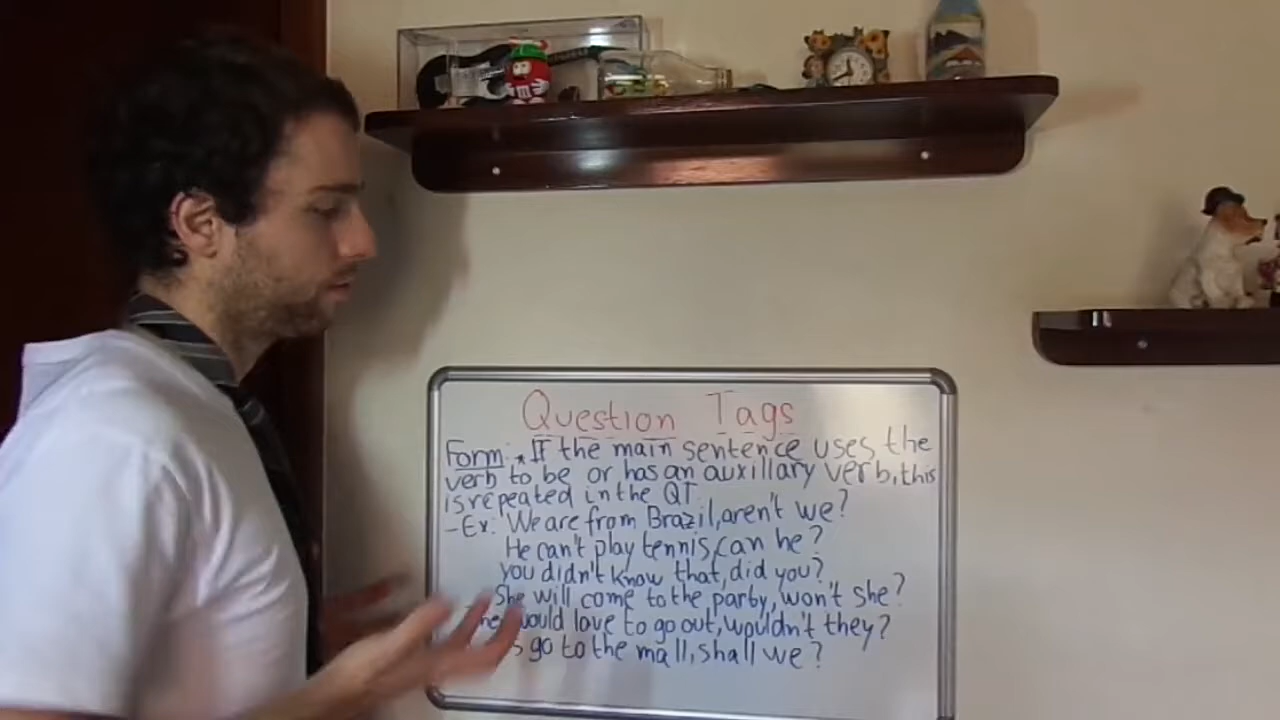 Question Tags
Form: * If the main sentence uses the
verb to be or has an auxillary verb, this
is repeated in the QT
- Ex: We are from Brazil, aren't we?
He can't play tennis, can he?
You didn't know that, did you?
She will come to the party, won't she?
would love to go out, wouldn't they?
go to the mall, shall we?